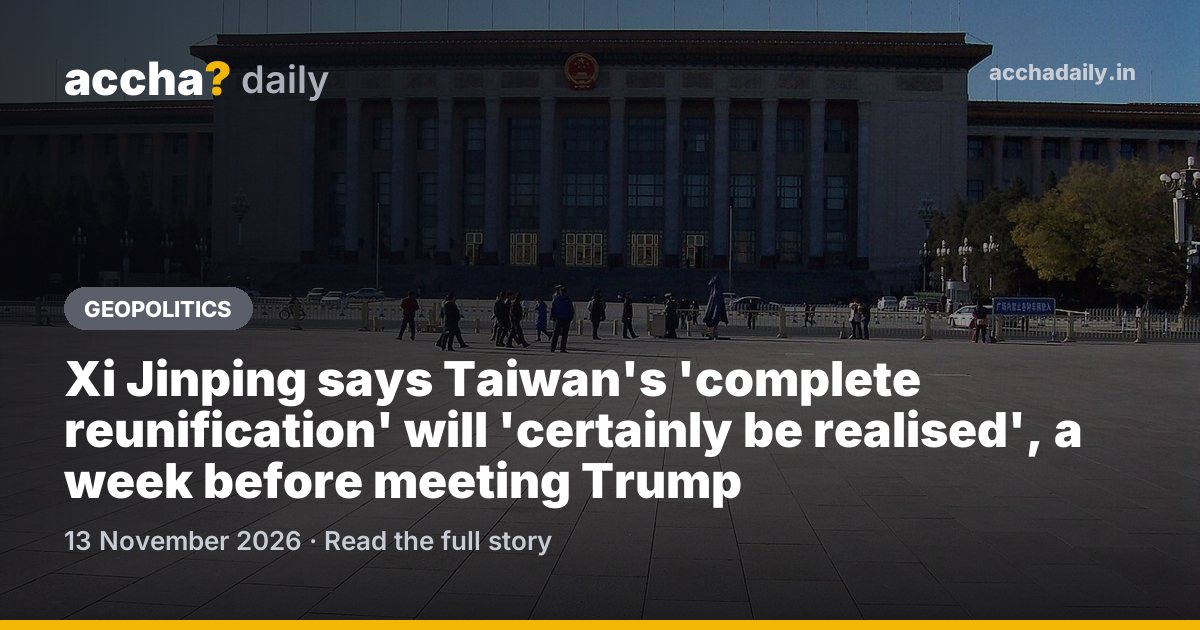 accha? daily
acchadaily.in
GEOPOLITICS
Xi Jinping says Taiwan's 'complete
reunification' will 'certainly be realised', a
week before meeting Trump
13 November 2026 · Read the full story